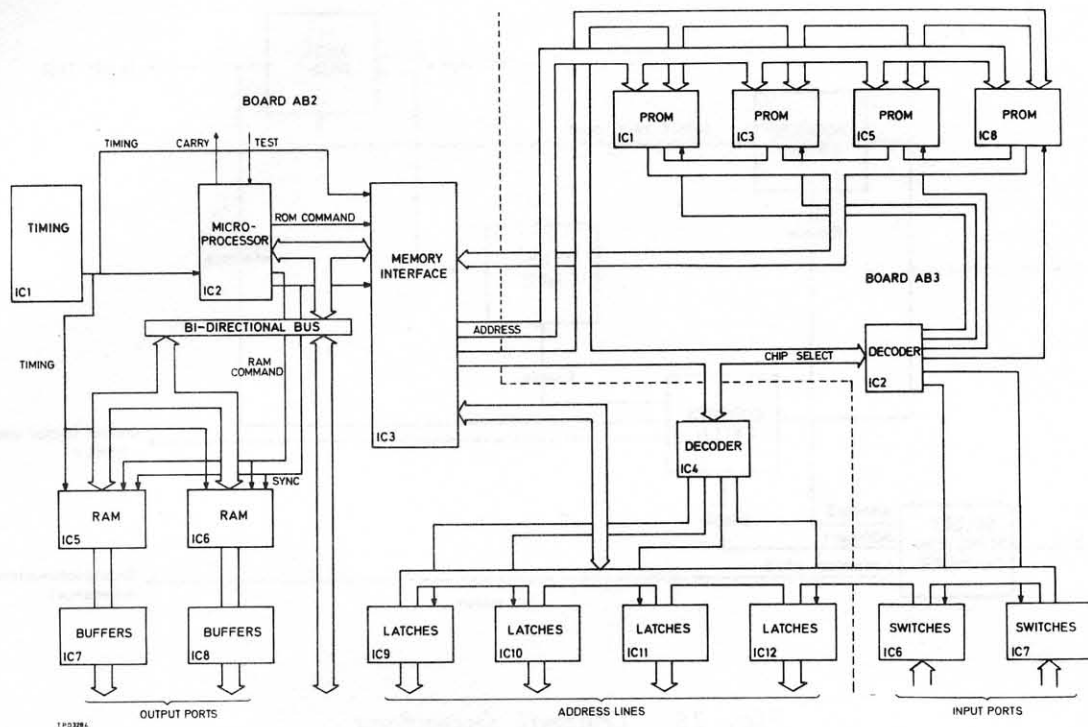 BOARD AB2
TIMING
CARRY
TEST
PROM
IC1
PROM
IC3
PROM
IC5
PROM
IC8
TIMING
IC1
MICRO-
PROCESSOR
IC2
ROM COMMAND
MEMORY
INTERFACE
IC3
BOARD AB3
BI-DIRECTIONAL BUS
ADDRESS
TIMING
RAM
COMMAND
CHIP SELECT
DECODER
IC2
DECODER
IC4
SYNC
RAM
IC5
RAM
IC6
BUFFERS
IC7
BUFFERS
IC8
LATCHES
IC9
LATCHES
IC10
LATCHES
IC11
LATCHES
IC12
SWITCHES
IC6
SWITCHES
IC7
OUTPUT PORTS
ADDRESS LINES
INPUT PORTS